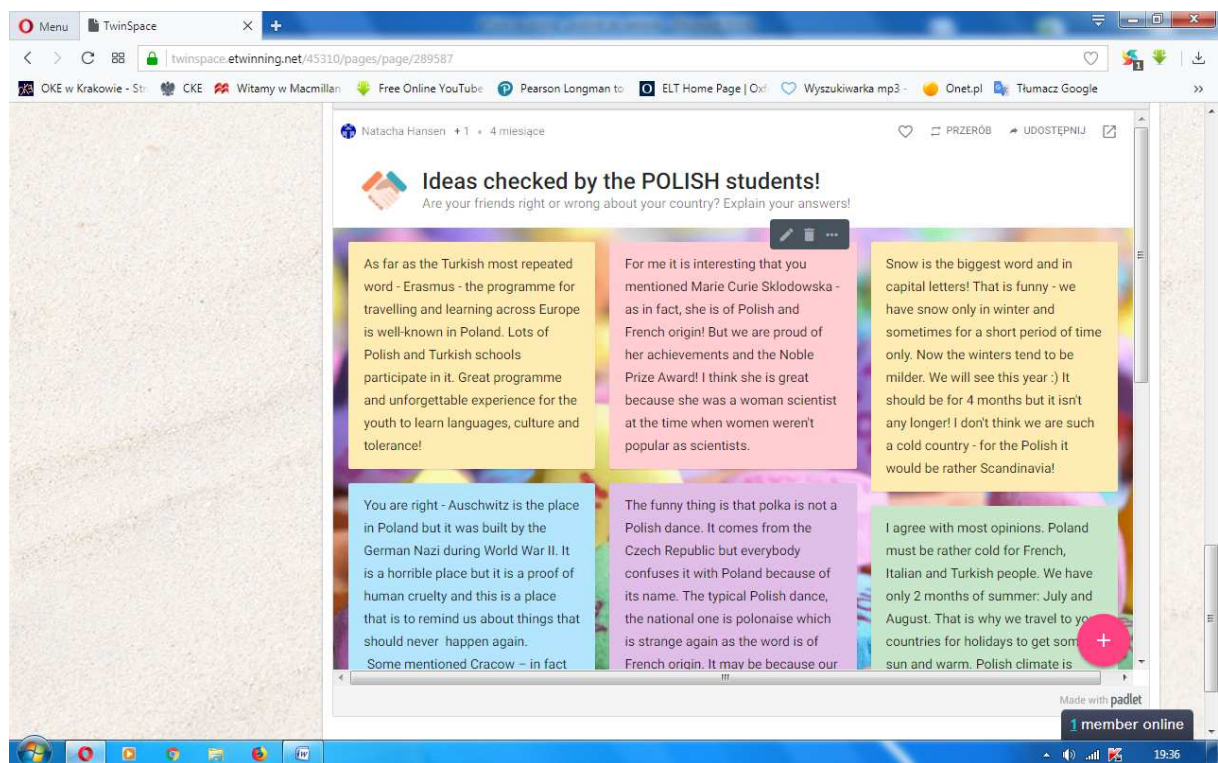 Menu
TwinSpace
twinspace.etwinning.net/45310/pages/page/289587
1
OKE w Krakowie - Str
CKE
Witamy w Macmillan
Free Online YouTube
Pearson Longman to
ELT Home Page | Oxf
Wyszukiwarka mp3 -
Onet.pl
Tłumacz Google
Natacha Hansen +1 • 4 miesiące
PRZERÓB
UDOSTĘPNIJ
Ideas checked by the POLISH students!
Are your friends right or wrong about your country? Explain your answers!
As far as the Turkish most repeated
word - Erasmus - the programme for
travelling and learning across Europe
is well-known in Poland. Lots of
Polish and Turkish schools
participate in it. Great programme
and unforgettable experience for the
youth to learn languages, culture and
tolerance!
For me it is interesting that you
mentioned Marie Curie Sklodowska -
as in fact, she is of Polish and
French origin! But we are proud of
her achievements and the Noble
Prize Award! I think she is great
because she was a woman scientist
at the time when women weren't
popular as scientists.
Snow is the biggest word and in
capital letters! That is funny - we
have snow only in winter and
sometimes for a short period of time
only. Now the winters tend to be
milder. We will see this year :) It
should be for 4 months but it isn't
any longer! I don't think we are such
a cold country - for the Polish it
would be rather Scandinavia!
You are right - Auschwitz is the place
in Poland but it was built by the
German Nazi during World War II. It
is a horrible place but it is a proof of
human cruelty and this is a place
that is to remind us about things that
should never happen again.
Some mentioned Cracow – in fact
The funny thing is that polka is not a
Polish dance. It comes from the
Czech Republic but everybody
confuses it with Poland because of
its name. The typical Polish dance,
the national one is polonaise which
is strange again as the word is of
French origin. It may be because our
I agree with most opinions. Poland
must be rather cold for French,
Italian and Turkish people. We have
only 2 months of summer: July and
August. That is why we travel to
countries for holidays to get
sun and warm. Polish climate is
Made with padlet
1 member online
19:36